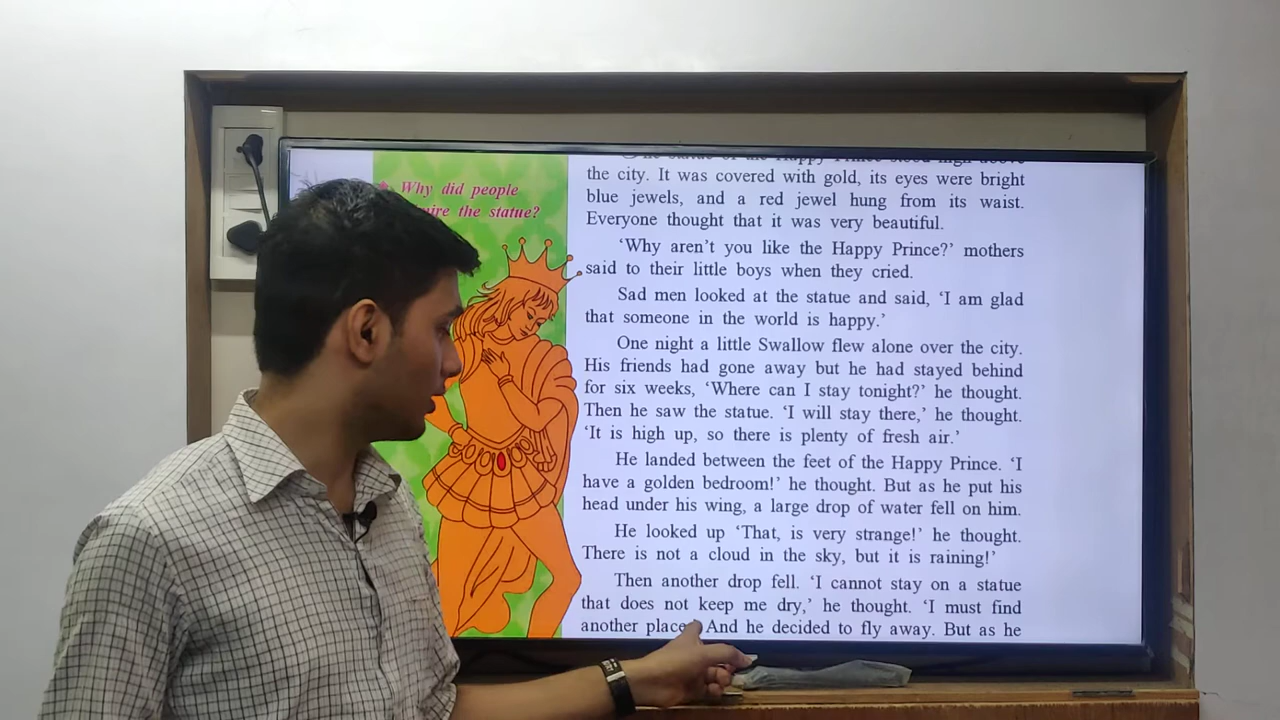 Why did people
the statue?
the city. It was covered with gold, its eyes were bright
blue jewels, and a red jewel hung from its waist.
Everyone thought that it was very beautiful.
‘Why aren’t you like the Happy Prince?’ mothers
said to their little boys when they cried.
Sad men looked at the statue and said, ‘I am glad
that someone in the world is happy.’
One night a little Swallow flew alone over the city.
His friends had gone away but he had stayed behind
for six weeks, ‘Where can I stay tonight?’ he thought.
Then he saw the statue. ‘I will stay there,’ he thought.
‘It is high up, so there is plenty of fresh air.’
He landed between the feet of the Happy Prince. ‘I
have a golden bedroom!’ he thought. But as he put his
head under his wing, a large drop of water fell on him.
He looked up ‘That, is very strange!’ he thought.
There is not a cloud in the sky, but it is raining!’
Then another drop fell. ‘I cannot stay on a statue
that does not keep me dry,’ he thought. ‘I must find
another place. And he decided to fly away. But as he